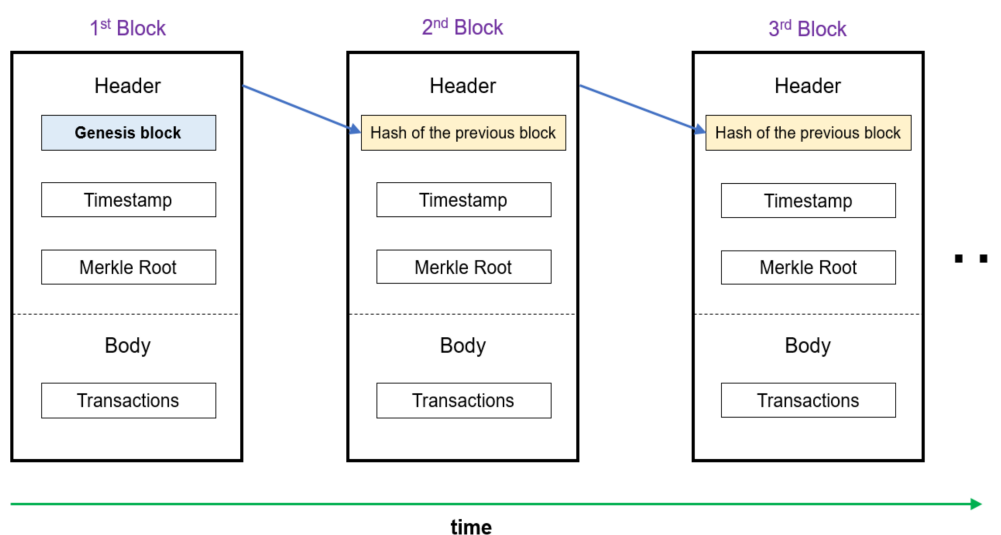 1st Block
Header
Genesis block
Timestamp
Merkle Root
Body
Transactions
2nd Block
Header
Hash of the previous block
Timestamp
Merkle Root
Body
Transactions
3rd Block
Header
Hash of the previous block
Timestamp
Merkle Root
Body
Transactions
. .
time